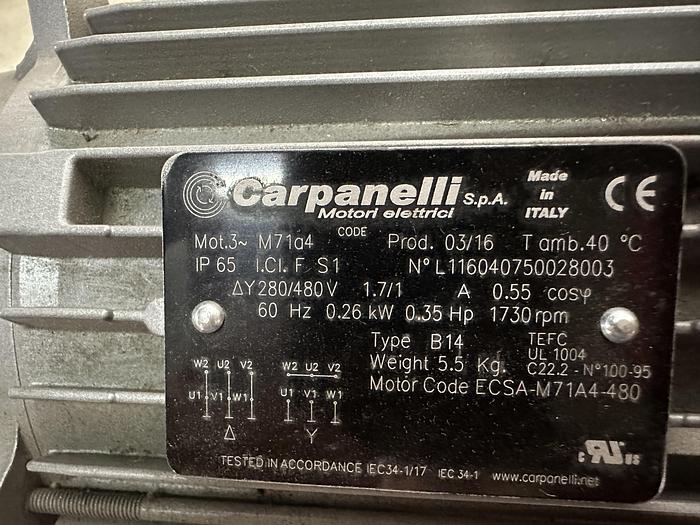 Carpanelli S.p.A.
Motori elettrici
Made
in
ITALY
CE
CODE
Mot.3~ M71a4 Prod. 03/16 T amb.40 °C
IP 65 I.Cl. F S1 N° L116040750028003
ΔY 280/480 V 1.7/1 A 0.55 cosφ
60 Hz 0.26 kW 0.35 Hp 1730 rpm
Type B14
Weight 5.5 Kg.
Motor Code ECSA-M71A4-480
TEFC
UL 1004
C22.2 - N°100-95
W2 U2 V2 W2 U2 V2
U1 V1 W1 U1 V1 W1
Δ Y
c RU us
TESTED IN ACCORDANCE IEC34-1/17 IEC 34-1 www.carpanelli.net